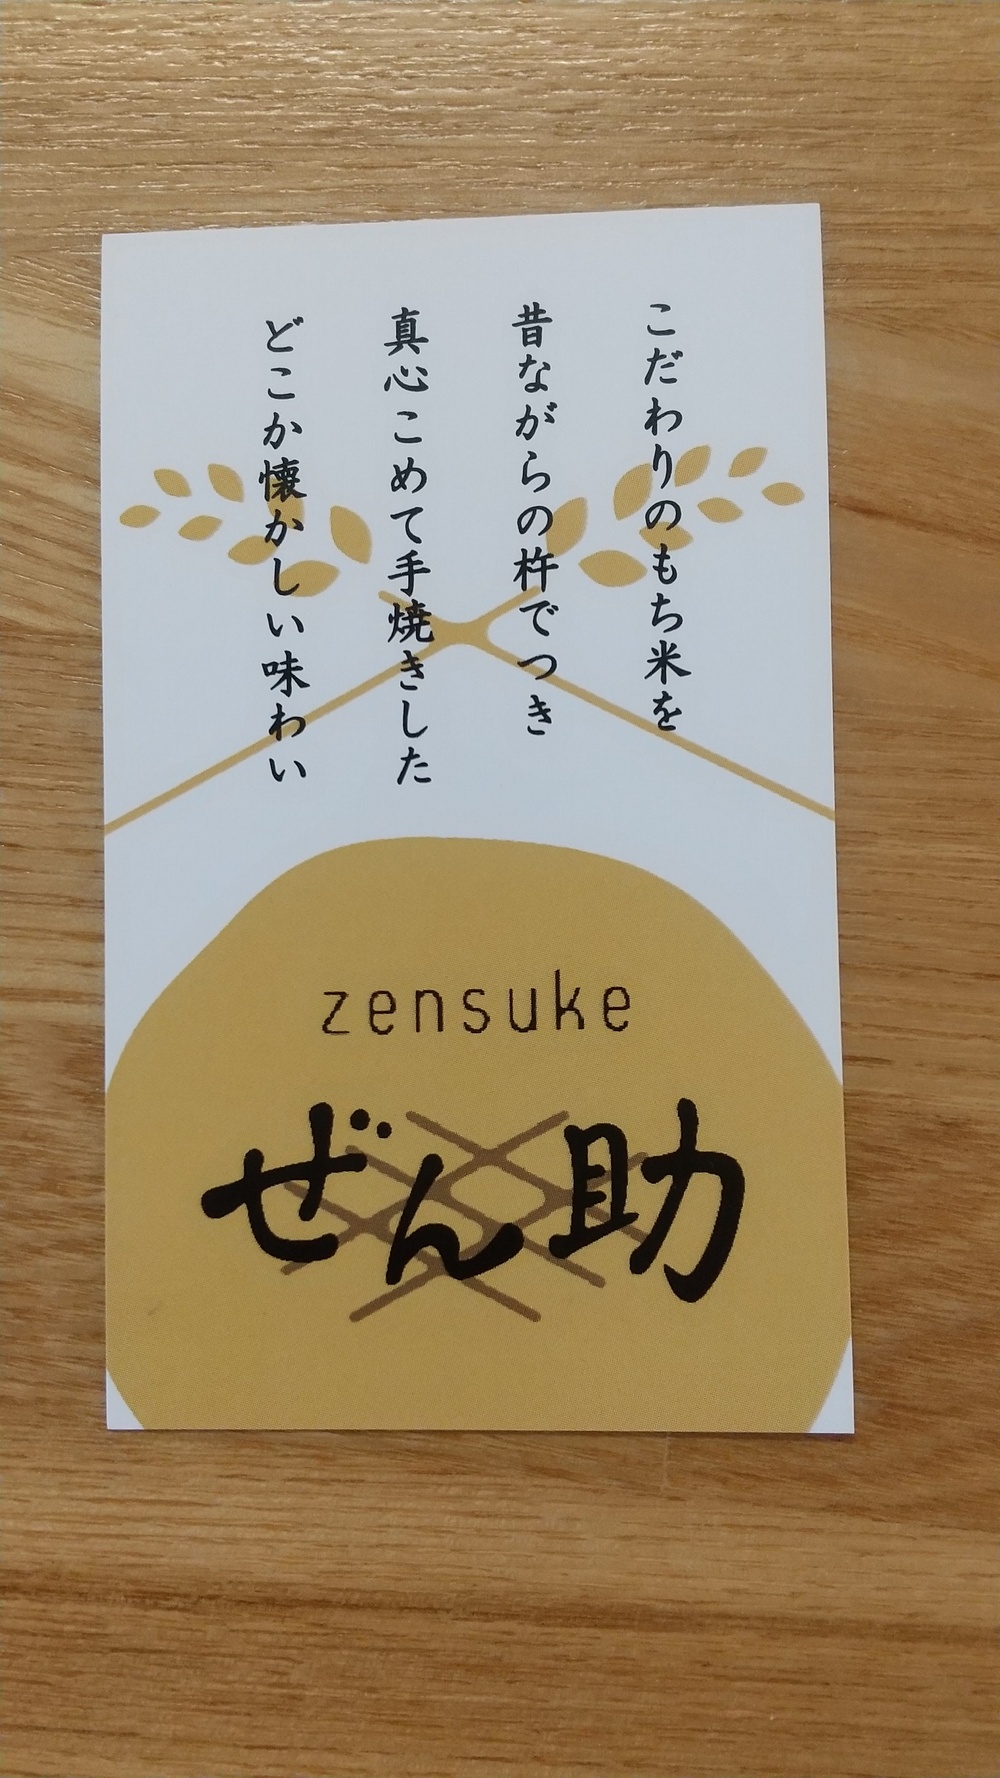 こだわりのもち米を
昔ながらの杵でつき
真心こめて手焼きした
どこか懐かしい味わい
zensuke
ぜん助